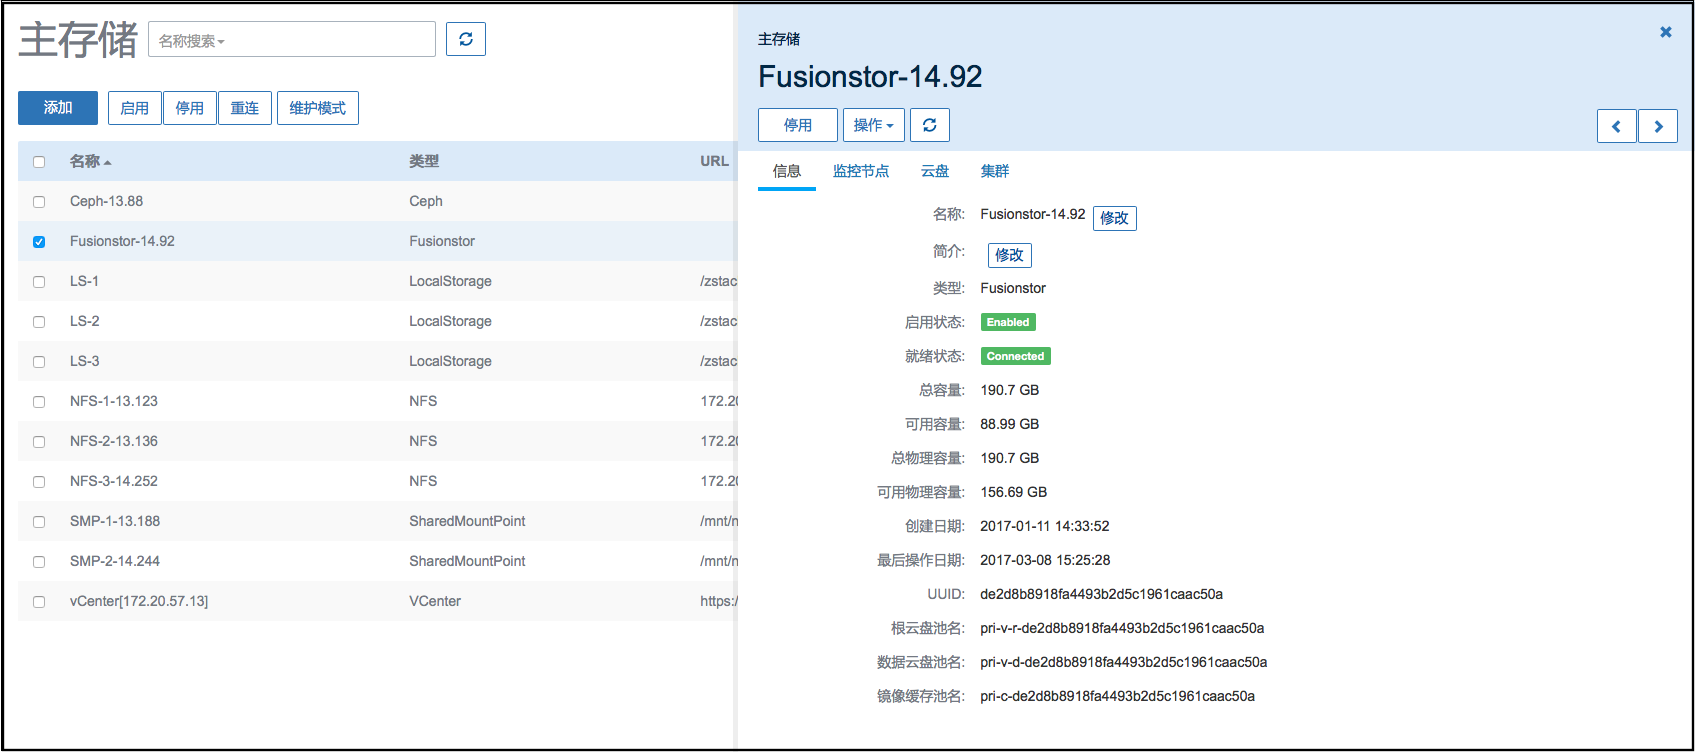 主存储
名称搜索
添加 启用 停用 重连 维护模式
名称 类型 URL
Ceph-13.88 Ceph
Fusionstor-14.92 Fusionstor
LS-1 LocalStorage /zstac
LS-2 LocalStorage /zstac
LS-3 LocalStorage /zstac
NFS-1-13.123 NFS 172.20
NFS-2-13.136 NFS 172.20
NFS-3-14.252 NFS 172.20
SMP-1-13.188 SharedMountPoint /mnt/n
SMP-2-14.244 SharedMountPoint /mnt/n
vCenter[172.20.57.13] VCenter https:/
主存储
Fusionstor-14.92
停用 操作
信息 监控节点 云盘 集群
名称: Fusionstor-14.92 修改
简介: 修改
类型: Fusionstor
启用状态: Enabled
就绪状态: Connected
总容量: 190.7 GB
可用容量: 88.99 GB
总物理容量: 190.7 GB
可用物理容量: 156.69 GB
创建日期: 2017-01-11 14:33:52
最后操作日期: 2017-03-08 15:25:28
UUID: de2d8b8918fa4493b2d5c1961caac50a
根云盘池名: pri-v-r-de2d8b8918fa4493b2d5c1961caac50a
数据云盘池名: pri-v-d-de2d8b8918fa4493b2d5c1961caac50a
镜像缓存池名: pri-c-de2d8b8918fa4493b2d5c1961caac50a